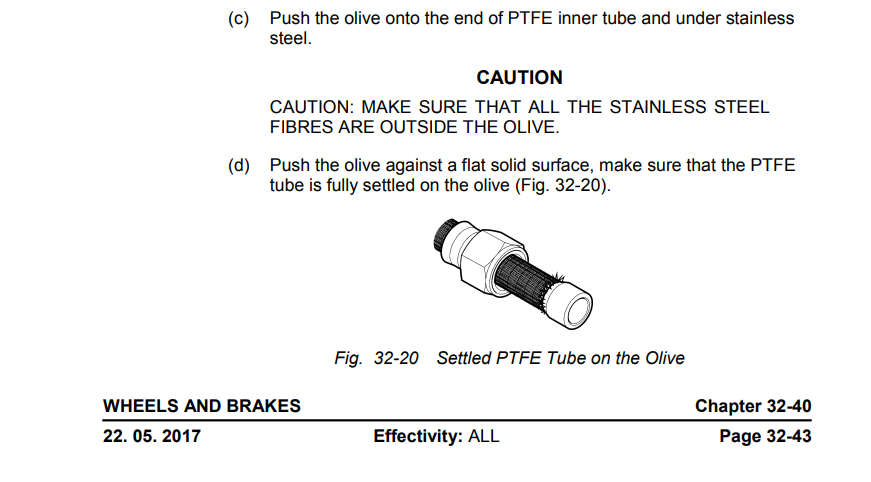 (c) Push the olive onto the end of PTFE inner tube and under stainless
steel.
CAUTION
CAUTION: MAKE SURE THAT ALL THE STAINLESS STEEL
FIBRES ARE OUTSIDE THE OLIVE.
(d) Push the olive against a flat solid surface, make sure that the PTFE
tube is fully settled on the olive (Fig. 32-20).
Fig. 32-20 Settled PTFE Tube on the Olive
WHEELS AND BRAKES Chapter 32-40
22. 05. 2017 Effectivity: ALL Page 32-43